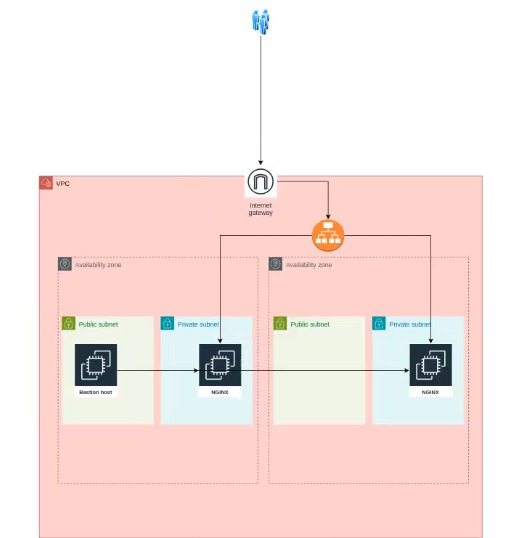 VPC
Internet
gateway
Availability zone
Availability zone
Public subnet
Private subnet
Public subnet
Private subnet
Bastion host
NGINX
NGINX